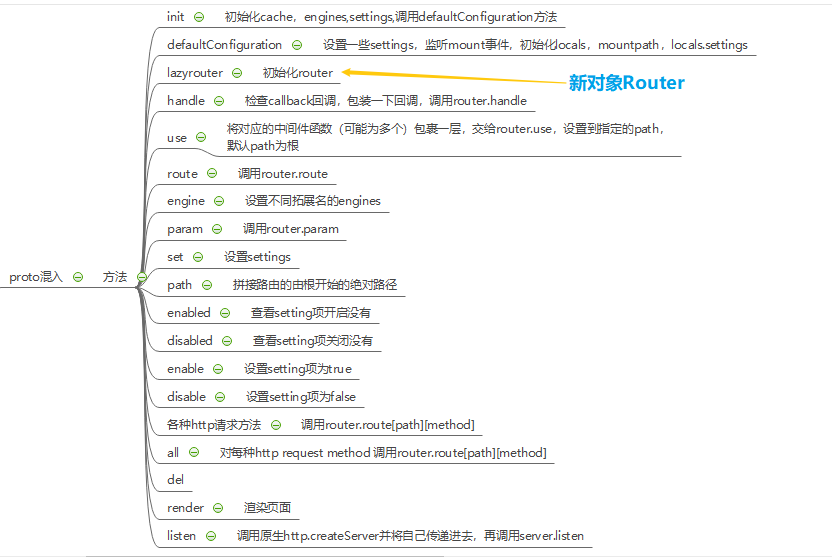 init 初始化cache，engines,settings,调用defaultConfiguration方法
defaultConfiguration 设置一些settings，监听mount事件，初始化locals，mountpath，locals.settings
lazyrouter 初始化router
新对象Router
handle 检查callback回调，包装一下回调，调用router.handle
use 将对应的中间件函数（可能为多个）包裹一层，交给router.use，设置到指定的path，
默认path为根
route 调用router.route
engine 设置不同拓展名的engines
param 调用router.param
set 设置settings
proto混入 方法
path 拼接路由的由根开始的绝对路径
enabled 查看setting项开启没有
disabled 查看setting项关闭没有
enable 设置setting项为true
disable 设置setting项为false
各种http请求方法 调用router.route[path][method]
all 对每种http request method 调用router.route[path][method]
del
render 渲染页面
listen 调用原生http.createServer并将自己传递进去，再调用server.listen